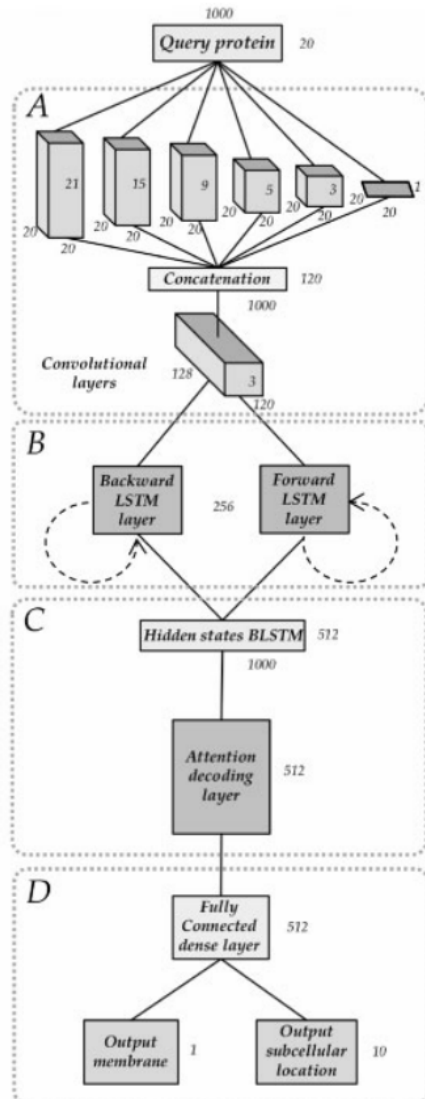 1000
Query protein
20
A
21
15
9
5
3
1
20
20
20
20
20
20
20
20
20
20
20
20
Concatenation
120
1000
Convolutional
layers
128
3
120
B
Backward
LSTM
layer
256
Forward
LSTM
layer
C
Hidden states BLSTM
512
1000
Attention
decoding
layer
512
D
Fully
Connected
dense layer
512
Output
membrane
1
Output
subcellular
location
10